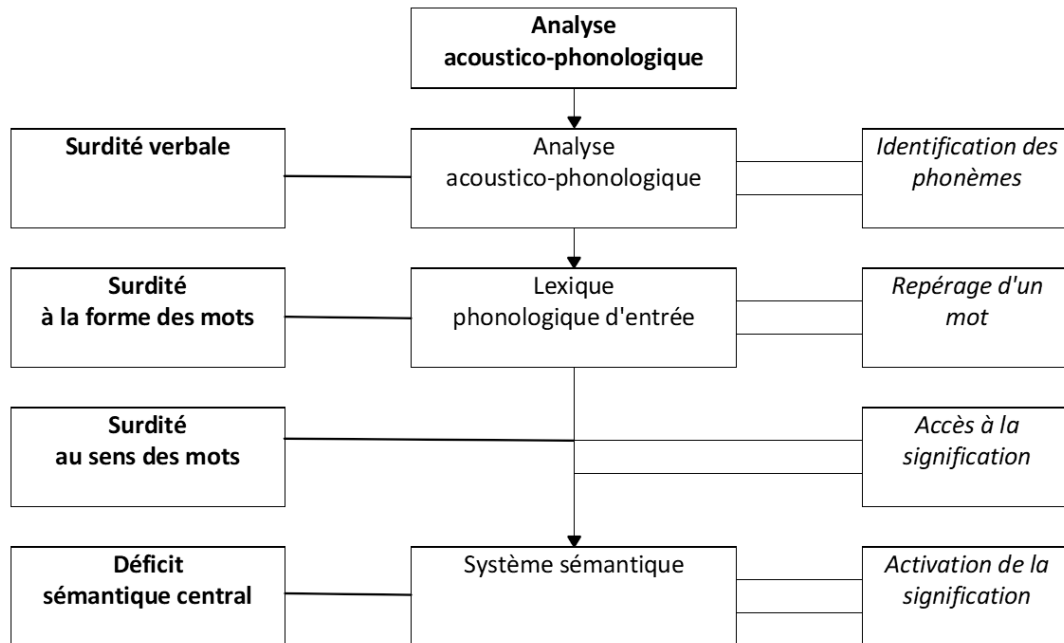 Analyse
acoustico-phonologique
Surdité verbale
Analyse
acoustico-phonologique
Identification des
phonèmes
Surdité
à la forme des mots
Lexique
phonologique d'entrée
Repérage d'un
mot
Surdité
au sens des mots
Accès à la
signification
Déficit
sémantique central
Système sémantique
Activation de la
signification